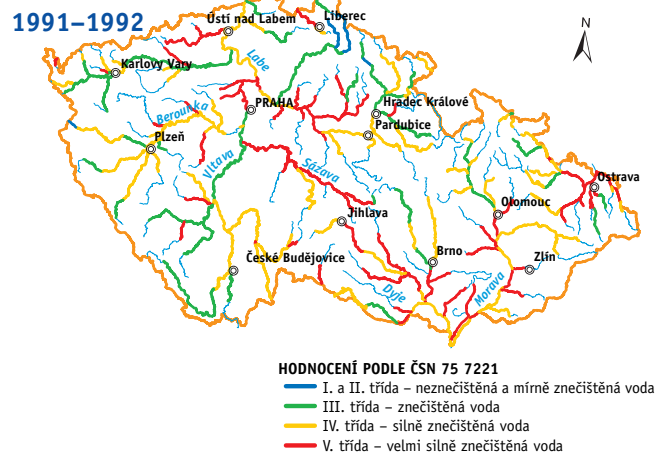 1991–1992
N
Ústí nad Labem
Liberec
Karlovy Vary
Labe
Berounka
PRAHA
Hradec Králové
Pardubice
Plzeň
Vltava
Sázava
Ostrava
Olomouc
Jihlava
České Budějovice
Brno
Zlín
Dyje
Morava
HODNOCENÍ PODLE ČSN 75 7221
I. a II. třída – neznečištěná a mírně znečištěná voda
III. třída – znečištěná voda
IV. třída – silně znečištěná voda
V. třída – velmi silně znečištěná voda